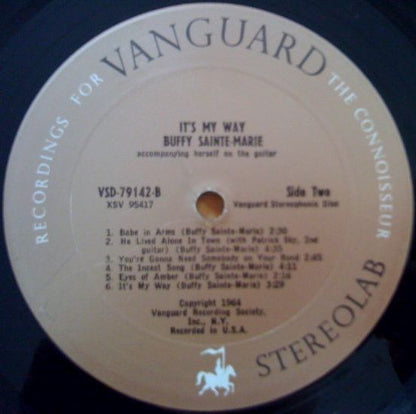 RECORDINGS FOR VANGUARD THE CONNOISSEUR
IT'S MY WAY
BUFFY SAINTE-MARIE
accompanying herself on the guitar
VSD-79142-B Side Two
XSV 95417 Vanguard Stereophonic Disc
1. Babe in Arms (Buffy Sainte-Marie) 2:30
2. He Lived Alone In Town (with Patrick Sky, 2nd
guitar) (Buffy Sainte-Marie) 4:35
3. You're Gonna Need Somebody on Your Bond 2:45
4. The Incest Song (Buffy Sainte-Marie) 4:11
5. Eyes of Amber (Buffy Sainte-Marie) 2:16
6. It's My Way (Buffy Sainte-Marie) 3:29
Copyright 1964
Vanguard Recording Society,
Inc., N.Y.
Recorded in U.S.A.
STEREOLAB